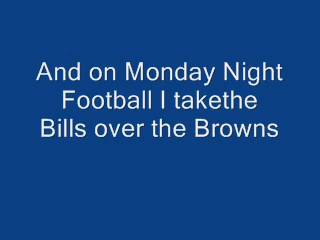 And on Monday Night
Football I takethe
Bills over the Browns